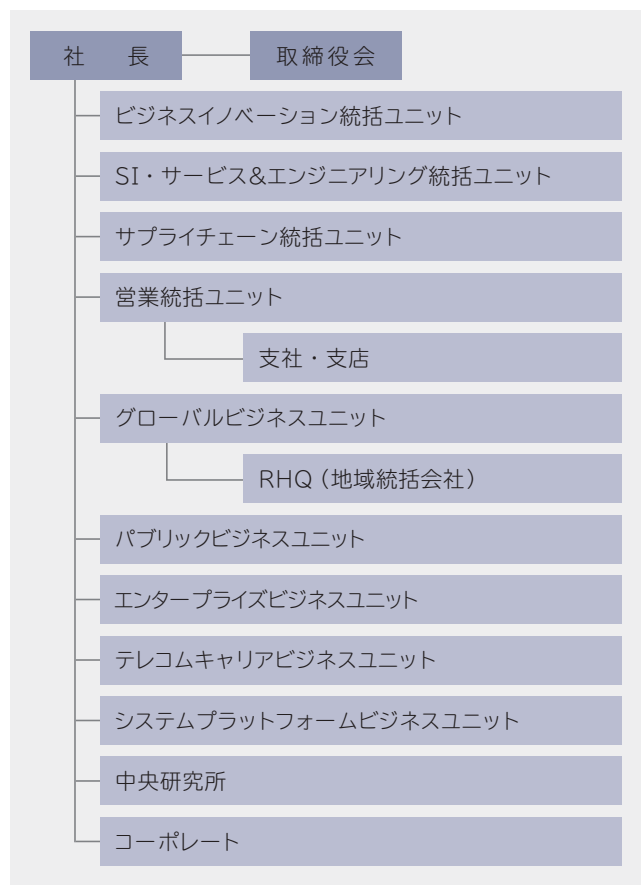 社　長
取締役会
ビジネスイノベーション統括ユニット
SI・サービス&エンジニアリング統括ユニット
サプライチェーン統括ユニット
営業統括ユニット
支社・支店
グローバルビジネスユニット
RHQ（地域統括会社）
パブリックビジネスユニット
エンタープライズビジネスユニット
テレコムキャリアビジネスユニット
システムプラットフォームビジネスユニット
中央研究所
コーポレート